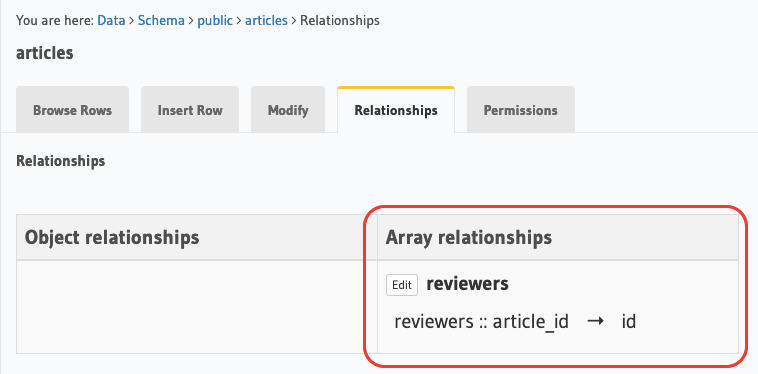 You are here: Data > Schema > public > articles > Relationships
articles
Browse Rows Insert Row Modify Relationships Permissions
Relationships
Object relationships Array relationships
Edit reviewers
reviewers :: article_id → id